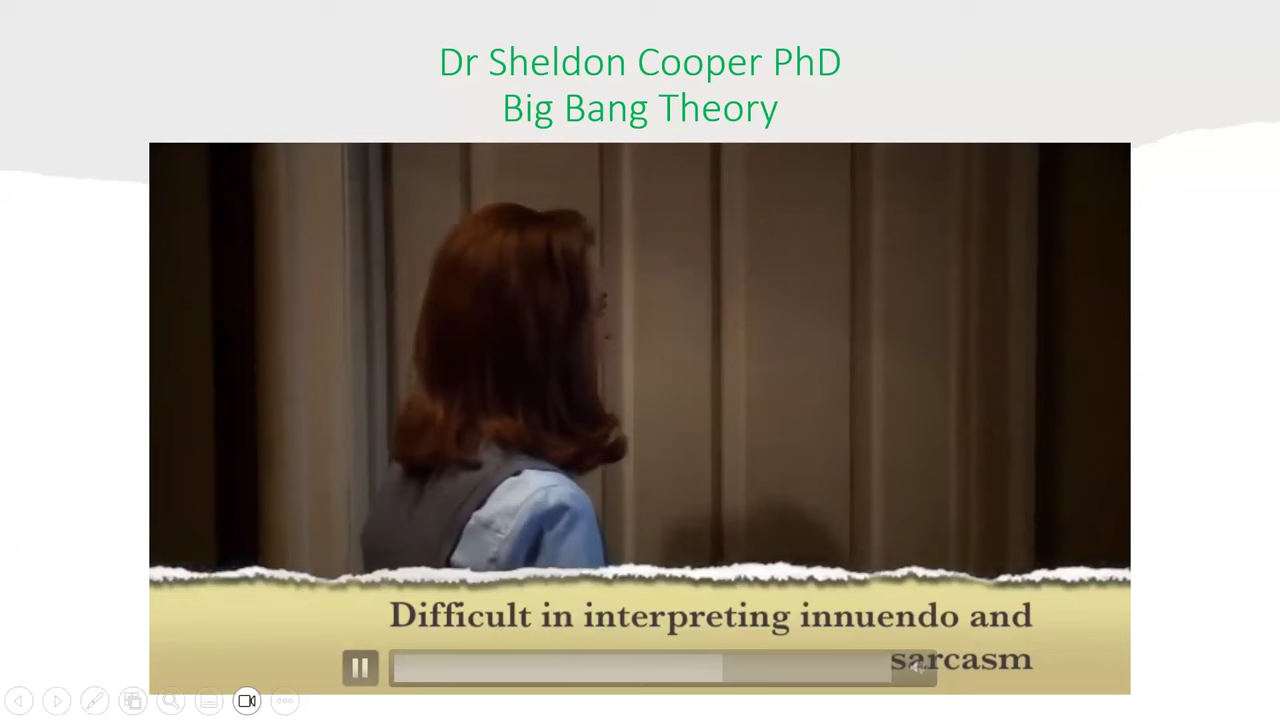 Dr Sheldon Cooper PhD
Big Bang Theory
Difficult in interpreting innuendo and
sarcasm